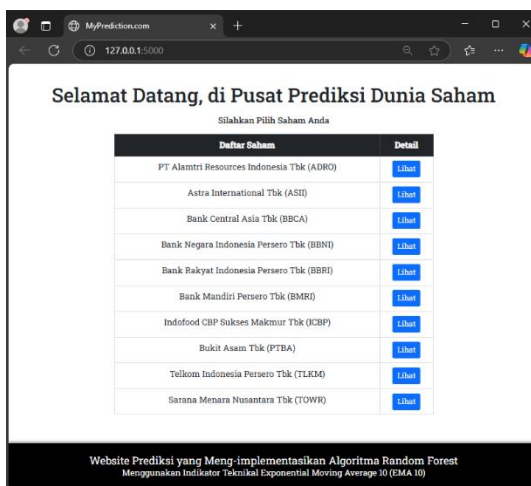 MyPrediction.com
127.0.0.1:5000
Selamat Datang, di Pusat Prediksi Dunia Saham
Silahkan Pilih Saham Anda
Daftar Saham Detail
PT Alamtri Resources Indonesia Tbk (ADRO) Lihat
Astra International Tbk (ASII) Lihat
Bank Central Asia Tbk (BBCA) Lihat
Bank Negara Indonesia Persero Tbk (BBNI) Lihat
Bank Rakyat Indonesia Persero Tbk (BBRI) Lihat
Bank Mandiri Persero Tbk (BMRI) Lihat
Indofood CBP Sukses Makmur Tbk (ICBP) Lihat
Bukit Asam Tbk (PTBA) Lihat
Telkom Indonesia Persero Tbk (TLKM) Lihat
Sarana Menara Nusantara Tbk (TOWR) Lihat
Website Prediksi yang Meng-implementasikan Algoritma Random Forest
Menggunakan Indikator Teknikal Exponential Moving Average 10 (EMA 10)